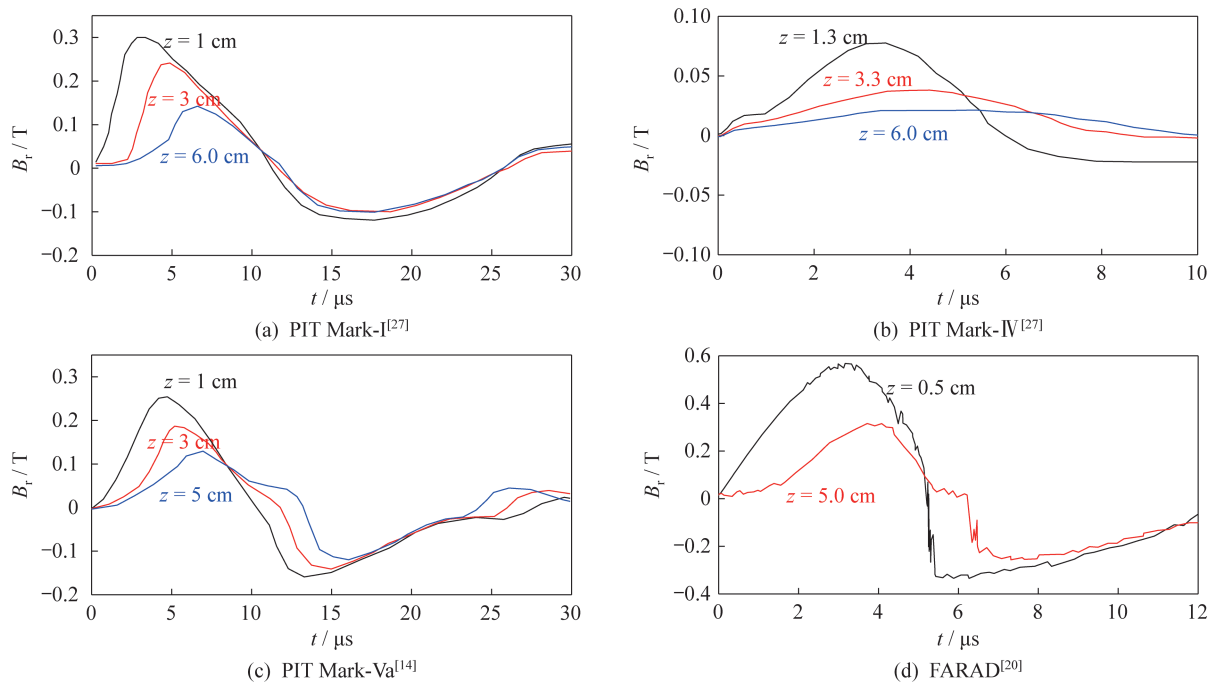 0.3
0.2
0.1
0
−0.1
−0.2
B_r / T
z = 1 cm
z = 3 cm
z = 6.0 cm
0 5 10 15 20 25 30
t / μs
(a) PIT Mark-Ⅰ[27]
0.10
0.05
0
−0.05
−0.10
B_r / T
z = 1.3 cm
z = 3.3 cm
z = 6.0 cm
0 2 4 6 8 10
t / μs
(b) PIT Mark-Ⅳ[27]
0.3
0.2
0.1
0
−0.1
−0.2
B_r / T
z = 1 cm
z = 3 cm
z = 5 cm
0 5 10 15 20 25 30
t / μs
(c) PIT Mark-Va[14]
0.6
0.4
0.2
0
−0.2
−0.4
B_r / T
z = 0.5 cm
z = 5.0 cm
0 2 4 6 8 10 12
t / μs
(d) FARAD[20]